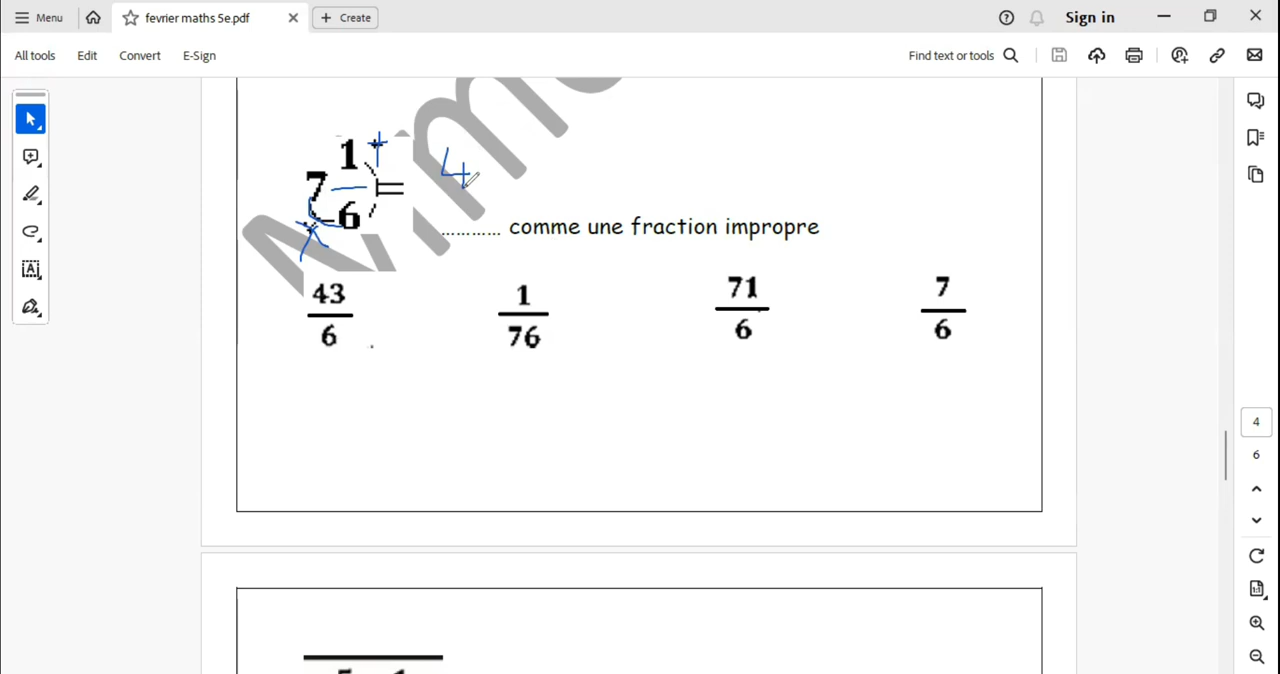 Menu
fevrier maths 5e.pdf
Create
Sign in
All tools
Edit
Convert
E-Sign
Find text or tools
7 1/6 =
4
............ comme une fraction impropre
43/6
1/76
71/6
7/6
4
6